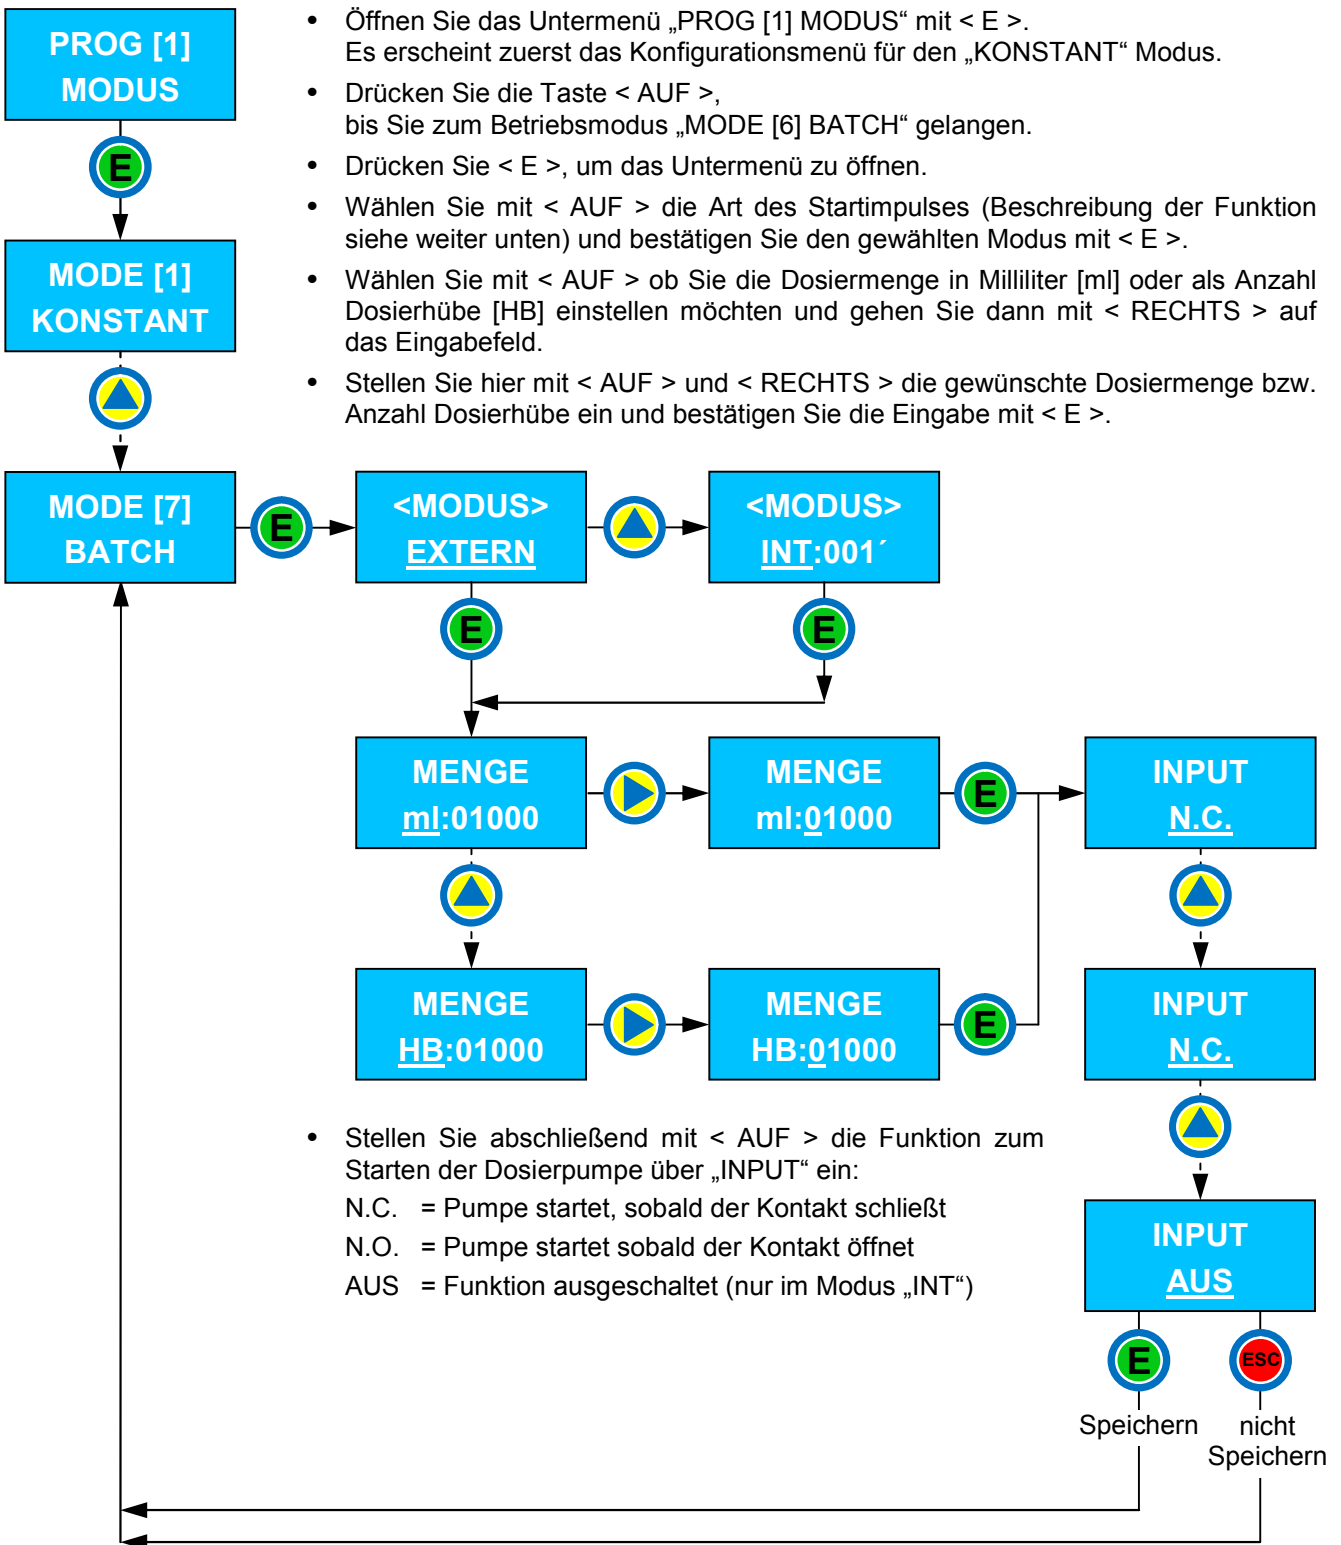 PROG [1]
MODUS
E
MODE [1]
KONSTANT
• Öffnen Sie das Untermenü „PROG [1] MODUS“ mit < E >.
Es erscheint zuerst das Konfigurationsmenü für den „KONSTANT“ Modus.
• Drücken Sie die Taste < AUF >,
bis Sie zum Betriebsmodus „MODE [6] BATCH“ gelangen.
• Drücken Sie < E >, um das Untermenü zu öffnen.
• Wählen Sie mit < AUF > die Art des Startimpulses (Beschreibung der Funktion
siehe weiter unten) und bestätigen Sie den gewählten Modus mit < E >.
• Wählen Sie mit < AUF > ob Sie die Dosiermenge in Milliliter [ml] oder als Anzahl
Dosierhübe [HB] einstellen möchten und gehen Sie dann mit < RECHTS > auf
das Eingabefeld.
• Stellen Sie hier mit < AUF > und < RECHTS > die gewünschte Dosiermenge bzw.
Anzahl Dosierhübe ein und bestätigen Sie die Eingabe mit < E >.
MODE [7]
BATCH
E
<MODUS>
EXTERN
<MODUS>
INT:001´
E
E
MENGE
ml:01000
MENGE
ml:01000
E
INPUT
N.C.
MENGE
HB:01000
MENGE
HB:01000
E
INPUT
N.C.
• Stellen Sie abschließend mit < AUF > die Funktion zum
Starten der Dosierpumpe über „INPUT“ ein:
N.C. = Pumpe startet, sobald der Kontakt schließt
N.O. = Pumpe startet sobald der Kontakt öffnet
AUS = Funktion ausgeschaltet (nur im Modus „INT“)
INPUT
AUS
E
ESC
Speichern
nicht
Speichern